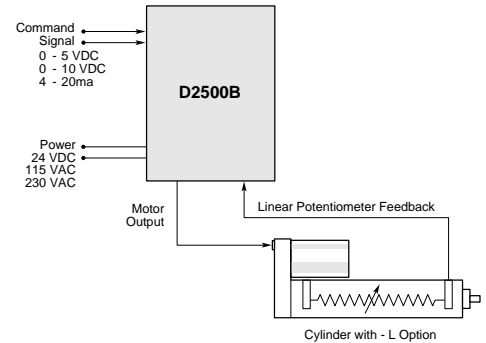 Command
Signal
0 - 5 VDC
0 - 10 VDC
4 - 20ma
D2500B
Power
24 VDC
115 VAC
230 VAC
Motor
Output
Linear Potentiometer Feedback
Cylinder with - L Option